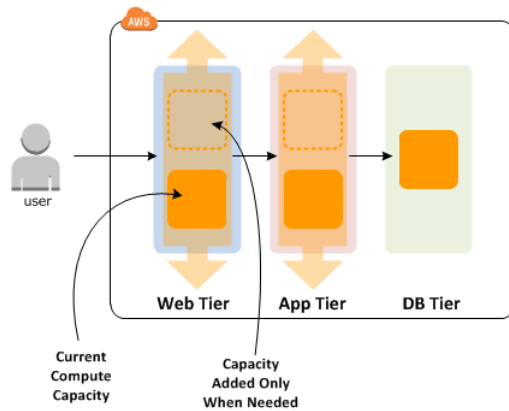 AWS
user
Web Tier
App Tier
DB Tier
Current
Compute
Capacity
Capacity
Added Only
When Needed